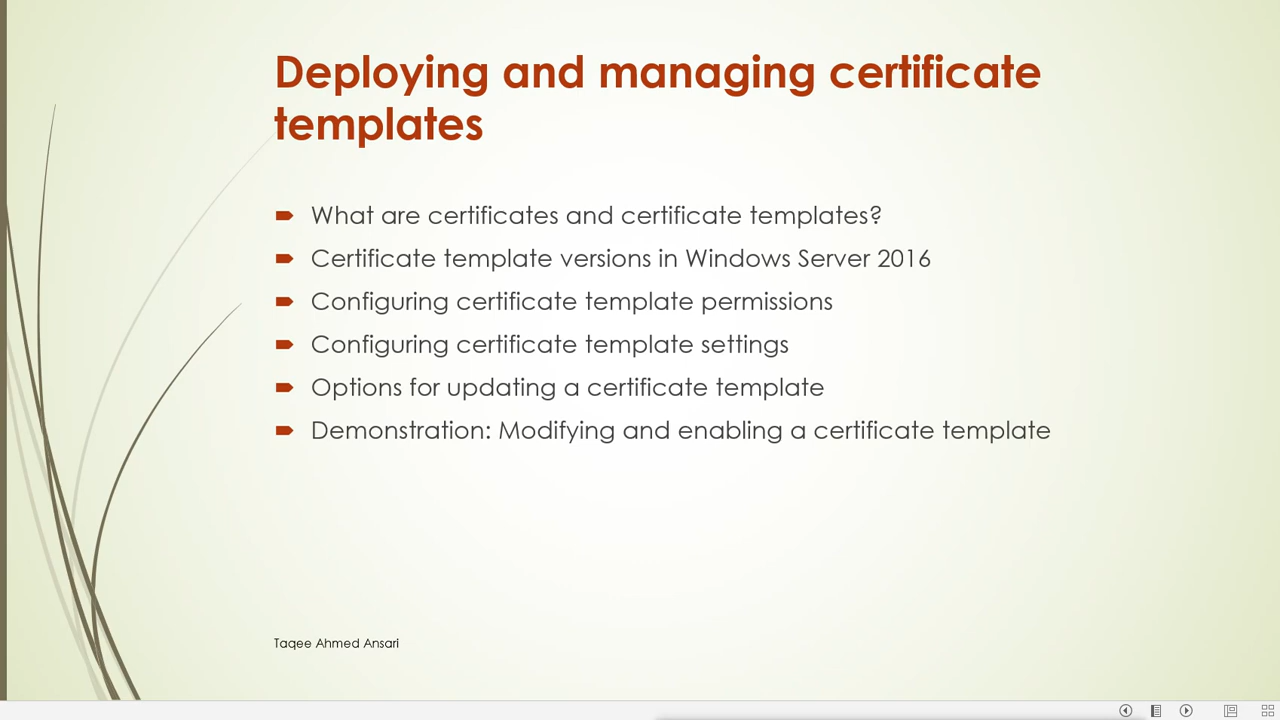 Deploying and managing certificate
templates
What are certificates and certificate templates?
Certificate template versions in Windows Server 2016
Configuring certificate template permissions
Configuring certificate template settings
Options for updating a certificate template
Demonstration: Modifying and enabling a certificate template
Taqee Ahmed Ansari